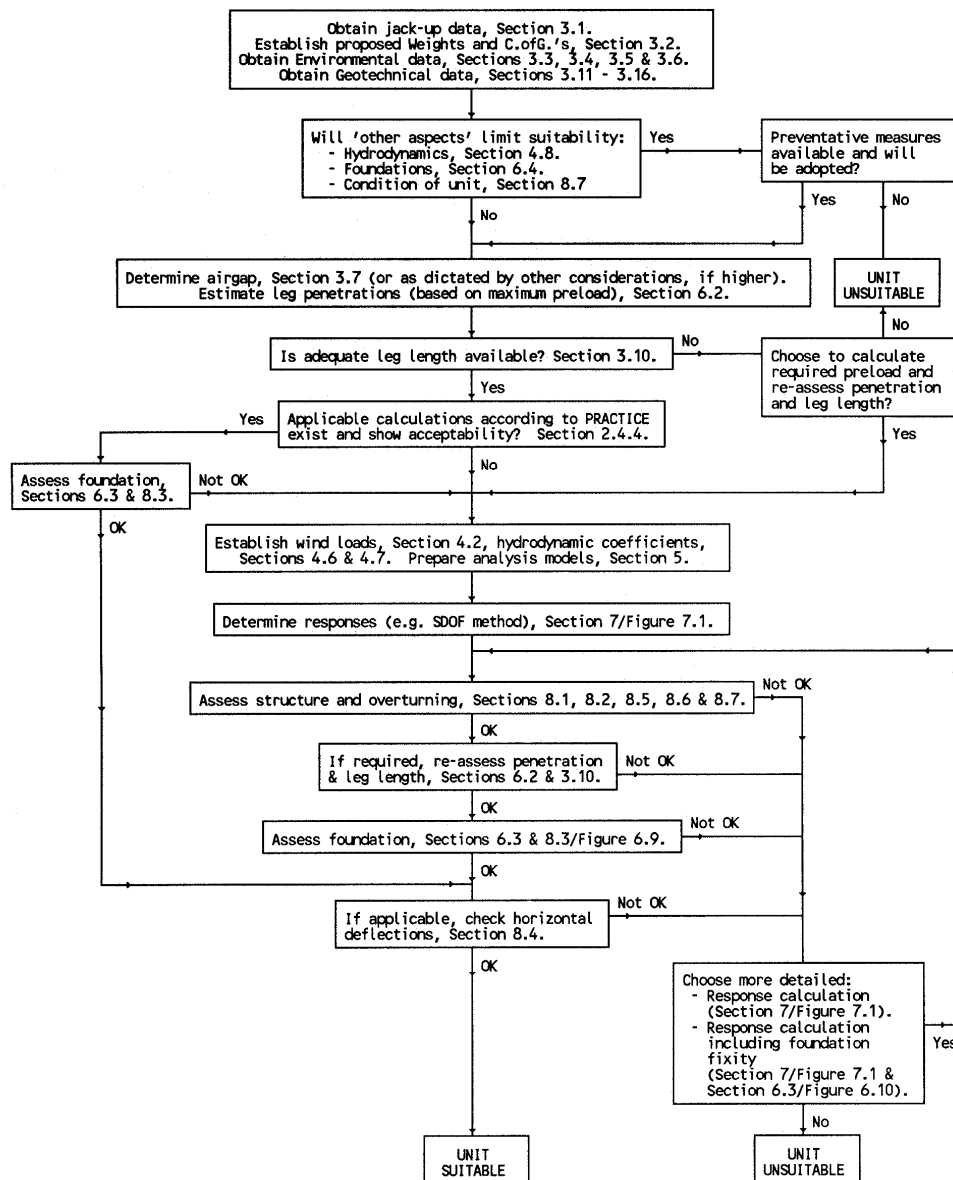 Obtain jack-up data, Section 3.1.
Establish proposed Weights and C.ofG.'s, Section 3.2.
Obtain Environmental data, Sections 3.3, 3.4, 3.5 & 3.6.
Obtain Geotechnical data, Sections 3.11 - 3.16.
Will 'other aspects' limit suitability:
- Hydrodynamics, Section 4.8.
- Foundations, Section 6.4.
- Condition of unit, Section 8.7
Yes
Preventative measures
available and will
be adopted?
No
Yes
No
Determine airgap, Section 3.7 (or as dictated by other considerations, if higher).
Estimate leg penetrations (based on maximum preload), Section 6.2.
UNIT
UNSUITABLE
No
Is adequate leg length available? Section 3.10.
No
Choose to calculate
required preload and
re-assess penetration
and leg length?
Yes
Yes
Applicable calculations according to PRACTICE
exist and show acceptability? Section 2.4.4.
Yes
No
Assess foundation,
Sections 6.3 & 8.3.
Not OK
OK
Establish wind loads, Section 4.2, hydrodynamic coefficients,
Sections 4.6 & 4.7. Prepare analysis models, Section 5.
Determine responses (e.g. SDOF method), Section 7/Figure 7.1.
Assess structure and overturning, Sections 8.1, 8.2, 8.5, 8.6 & 8.7.
Not OK
OK
If required, re-assess penetration
& leg length, Sections 6.2 & 3.10.
Not OK
OK
Assess foundation, Sections 6.3 & 8.3/Figure 6.9.
Not OK
OK
If applicable, check horizontal
deflections, Section 8.4.
Not OK
OK
Choose more detailed:
- Response calculation
(Section 7/Figure 7.1).
- Response calculation
including foundation
fixity
(Section 7/Figure 7.1 &
Section 6.3/Figure 6.10).
Yes
No
UNIT
SUITABLE
UNIT
UNSUITABLE